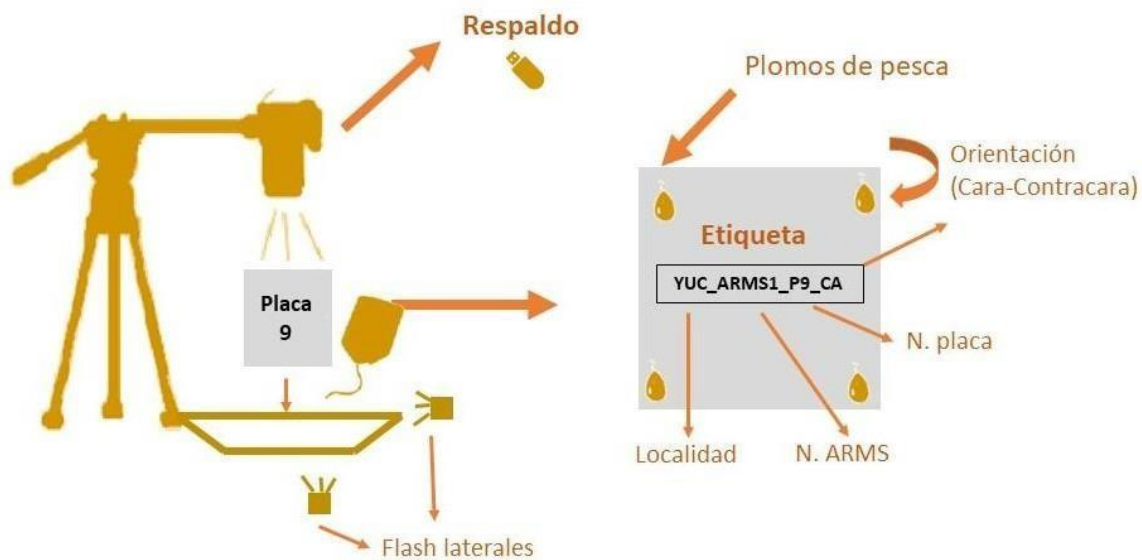 Respaldo
Plomos de pesca
Orientación
(Cara-Contracara)
Etiqueta
YUC_ARMS1_P9_CA
Placa
9
N. placa
Localidad
N. ARMS
Flash laterales